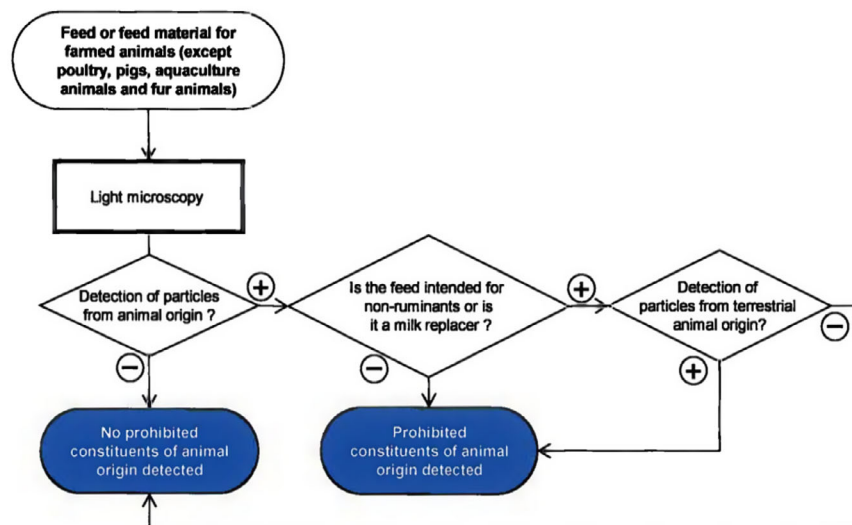 Feed or feed material for
farmed animals (except
poultry, pigs, aquaculture
animals and fur animals)
Light microscopy
Detection of particles
from animal origin ?
+
−
Is the feed intended for
non-ruminants or is
it a milk replacer ?
+
−
Detection of
particles from terrestrial
animal origin?
−
+
No prohibited
constituents of animal
origin detected
Prohibited
constituents of animal
origin detected